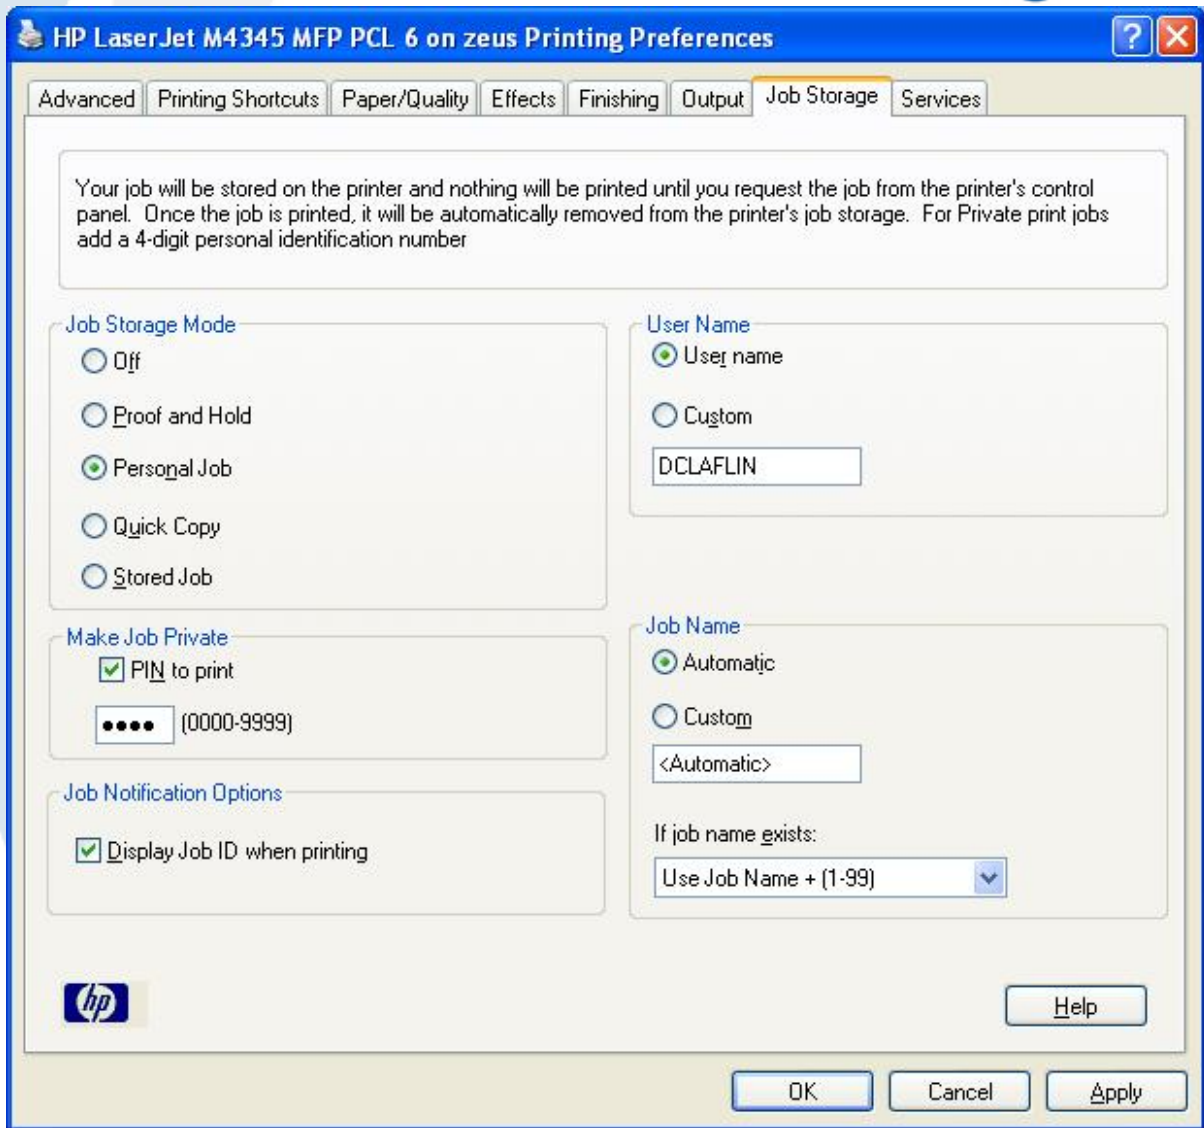 HP LaserJet M4345 MFP PCL 6 on zeus Printing Preferences
Advanced Printing Shortcuts Paper/Quality Effects Finishing Output Job Storage Services
Your job will be stored on the printer and nothing will be printed until you request the job from the printer's control
panel. Once the job is printed, it will be automatically removed from the printer's job storage. For Private print jobs
add a 4-digit personal identification number
Job Storage Mode
Off
Proof and Hold
Personal Job
Quick Copy
Stored Job
User Name
User name
Custom
DCLAFLIN
Make Job Private
PIN to print
•••• (0000-9999)
Job Notification Options
Display Job ID when printing
Job Name
Automatic
Custom
<Automatic>
If job name exists:
Use Job Name + (1-99)
hp
Help
OK Cancel Apply